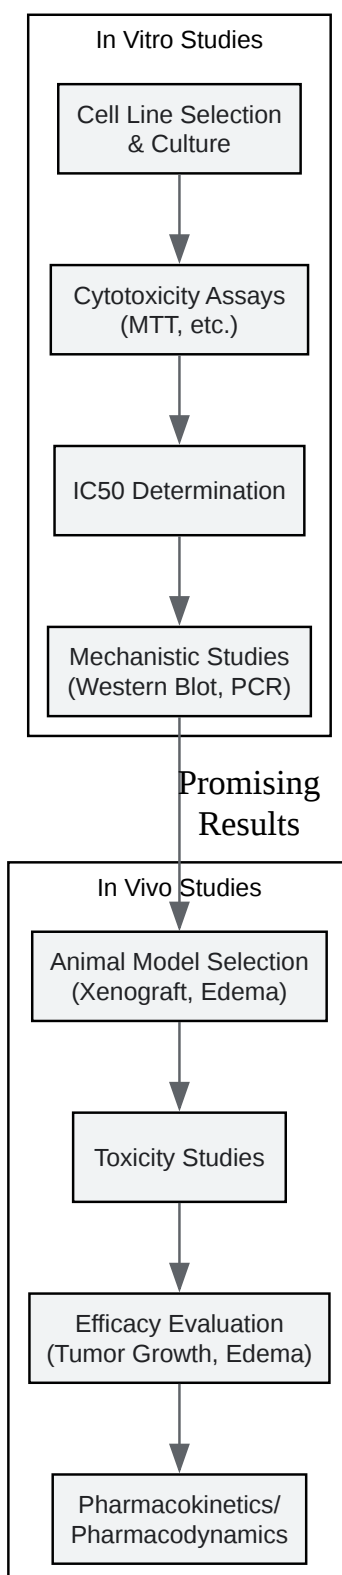 In Vitro Studies
Cell Line Selection
& Culture
Cytotoxicity Assays
(MTT, etc.)
IC50 Determination
Mechanistic Studies
(Western Blot, PCR)
Promising
Results
In Vivo Studies
Animal Model Selection
(Xenograft, Edema)
Toxicity Studies
Efficacy Evaluation
(Tumor Growth, Edema)
Pharmacokinetics/
Pharmacodynamics